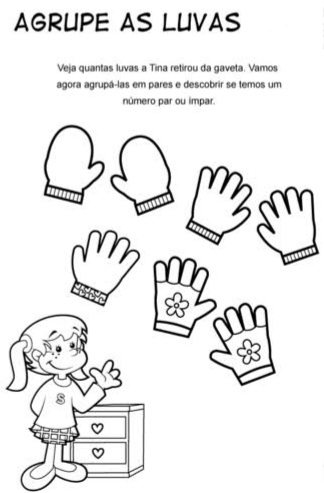 AGRUPE AS LUVAS
Veja quantas luvas a Tina retirou da gaveta. Vamos
agora agrupá-las em pares e descobrir se temos um
número par ou ímpar.
S